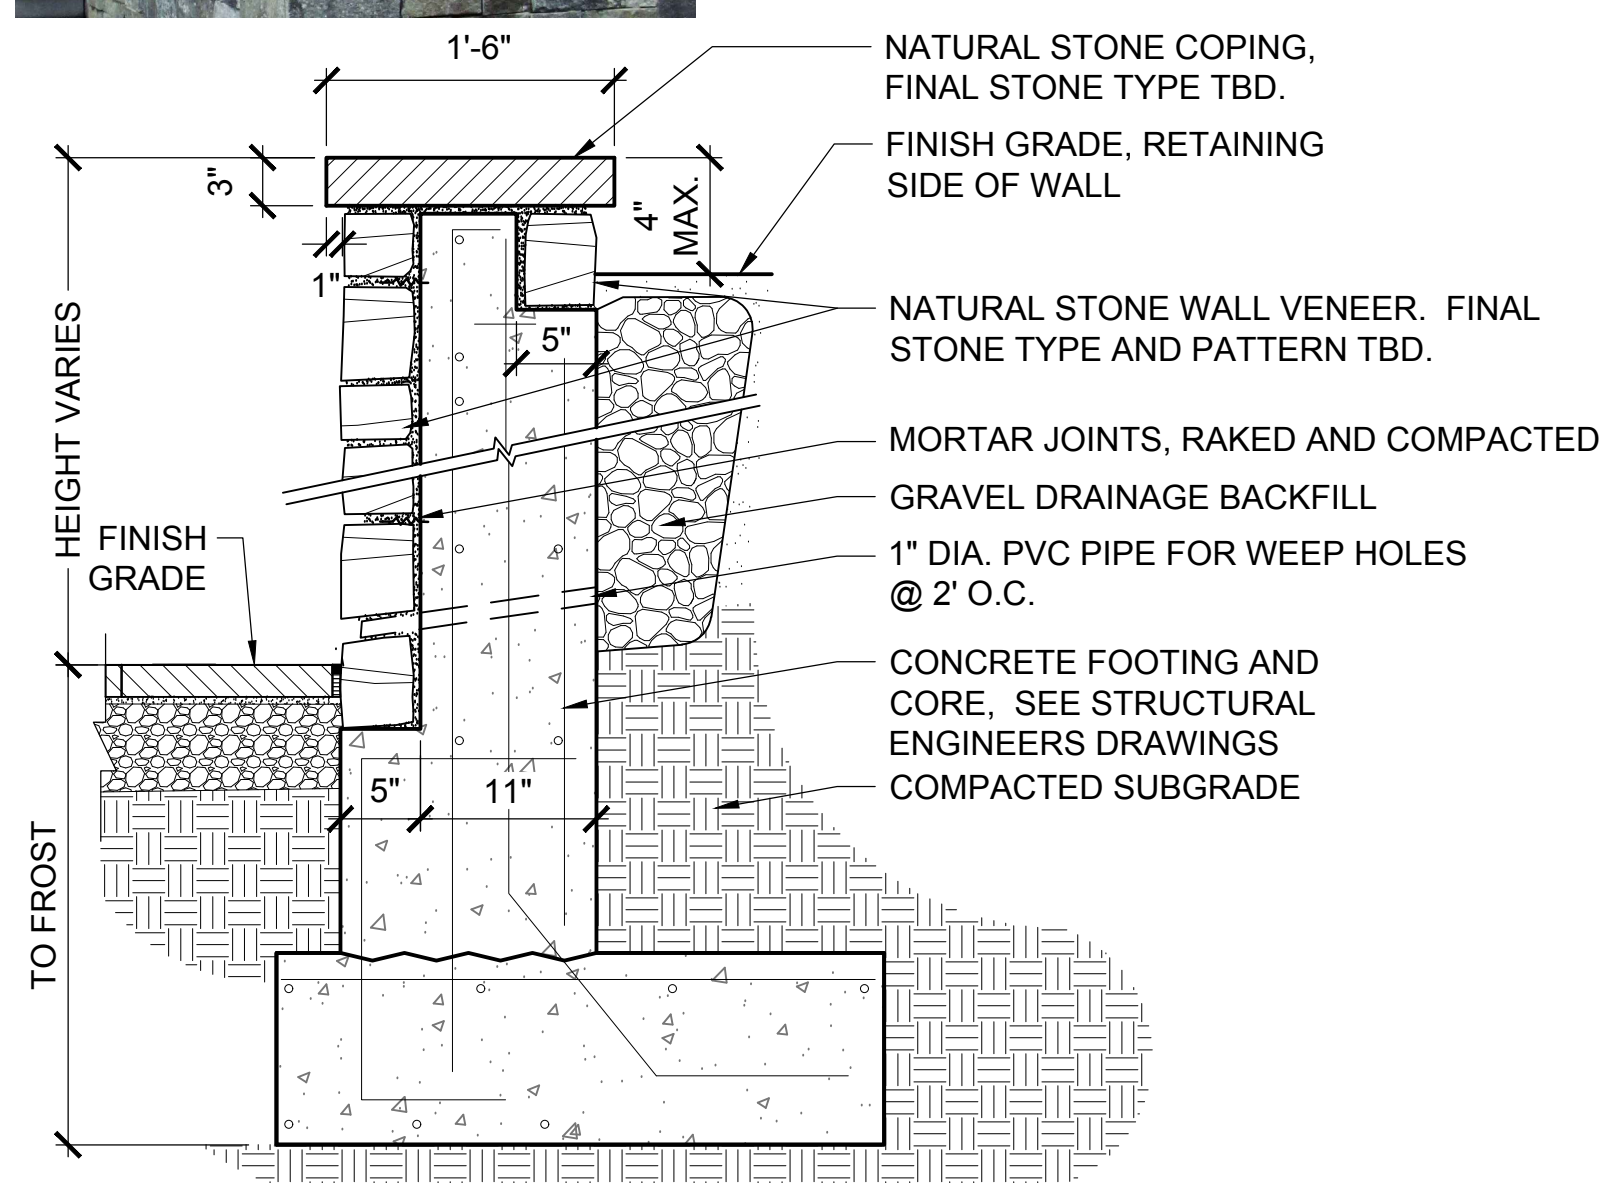 1'-6"
NATURAL STONE COPING,
FINAL STONE TYPE TBD.
FINISH GRADE, RETAINING
SIDE OF WALL
3"
4"
MAX.
1"
NATURAL STONE WALL VENEER.  FINAL
STONE TYPE AND PATTERN TBD.
5"
HEIGHT VARIES
MORTAR JOINTS, RAKED AND COMPACTED
GRAVEL DRAINAGE BACKFILL
FINISH
GRADE
1" DIA. PVC PIPE FOR WEEP HOLES
@ 2' O.C.
CONCRETE FOOTING AND
CORE,  SEE STRUCTURAL
ENGINEERS DRAWINGS
COMPACTED SUBGRADE
5"
11"
TO FROST